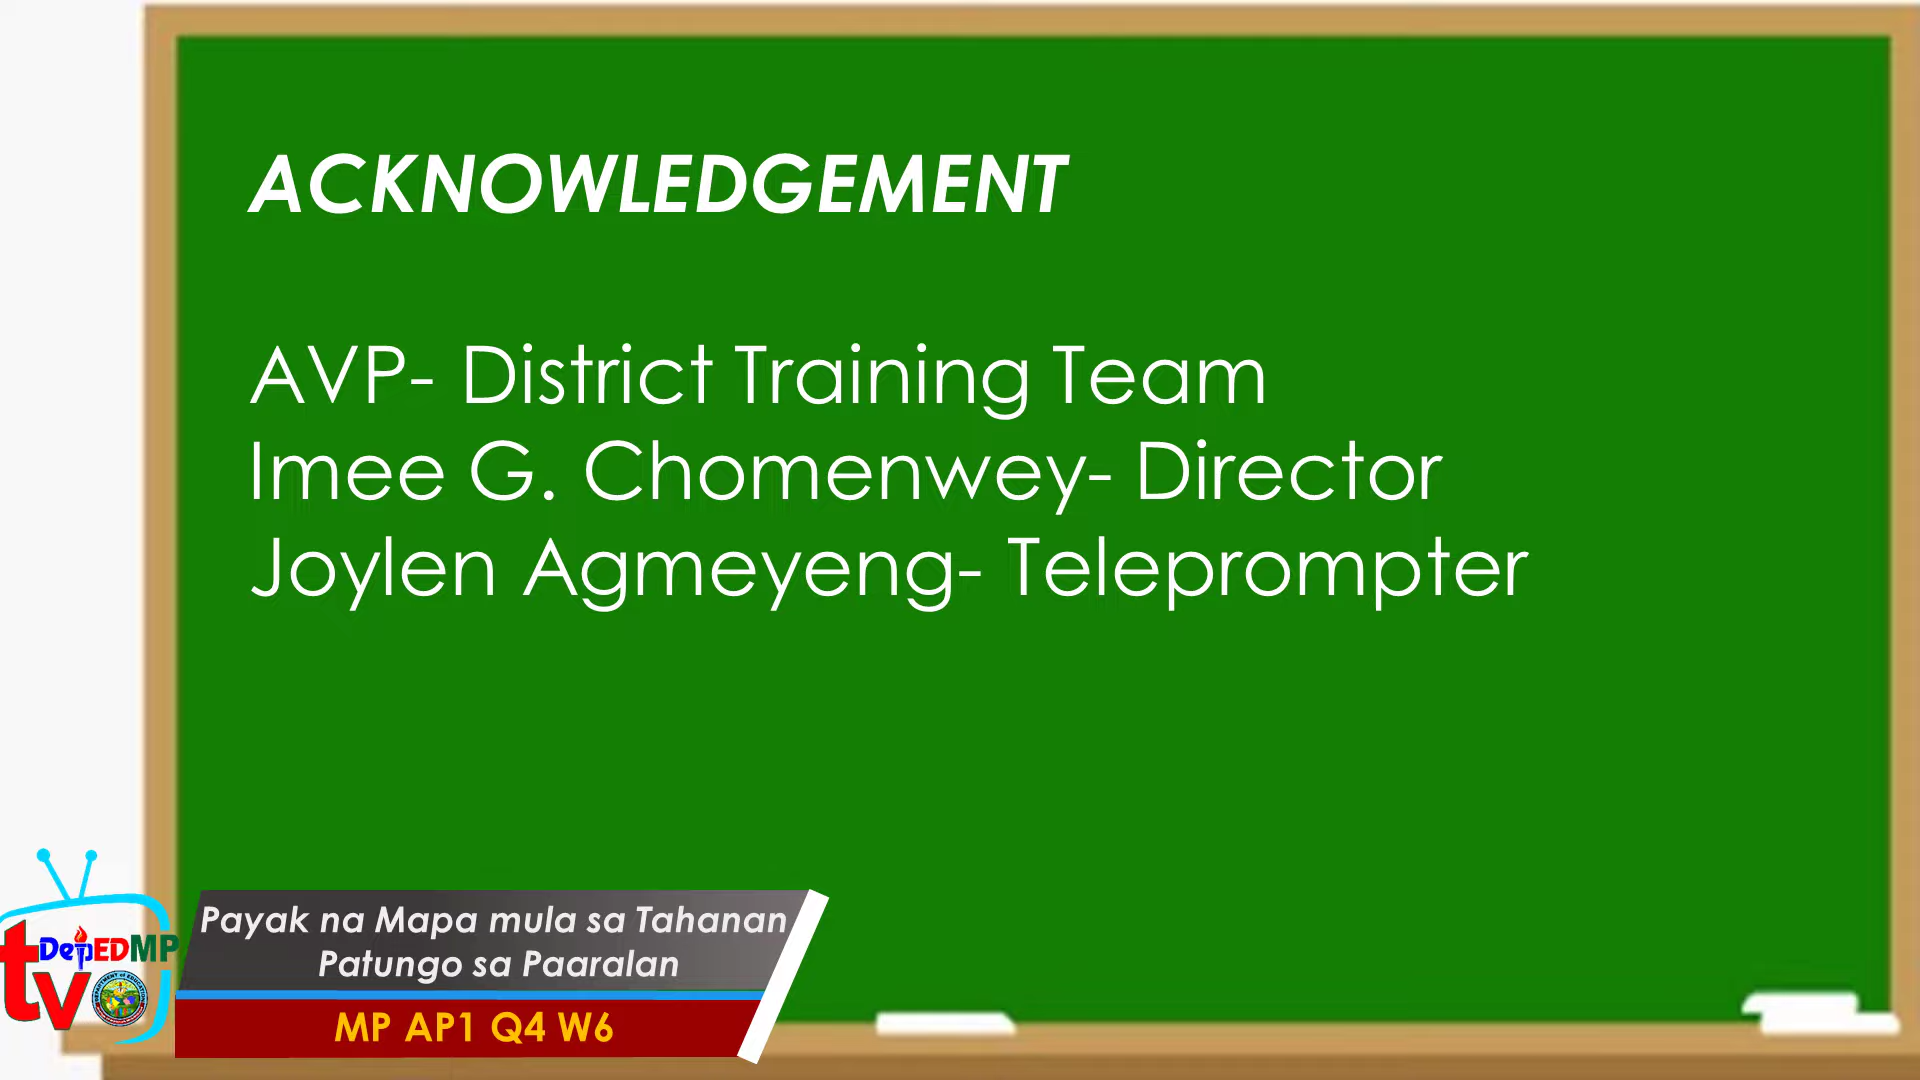 ACKNOWLEDGEMENT
AVP- District Training Team
Imee G. Chomenwey- Director
Joylen Agmeyeng- Teleprompter
Payak na Mapa mula sa Tahanan
Patungo sa Paaralan
MP AP1 Q4 W6
DepEDMP
tv